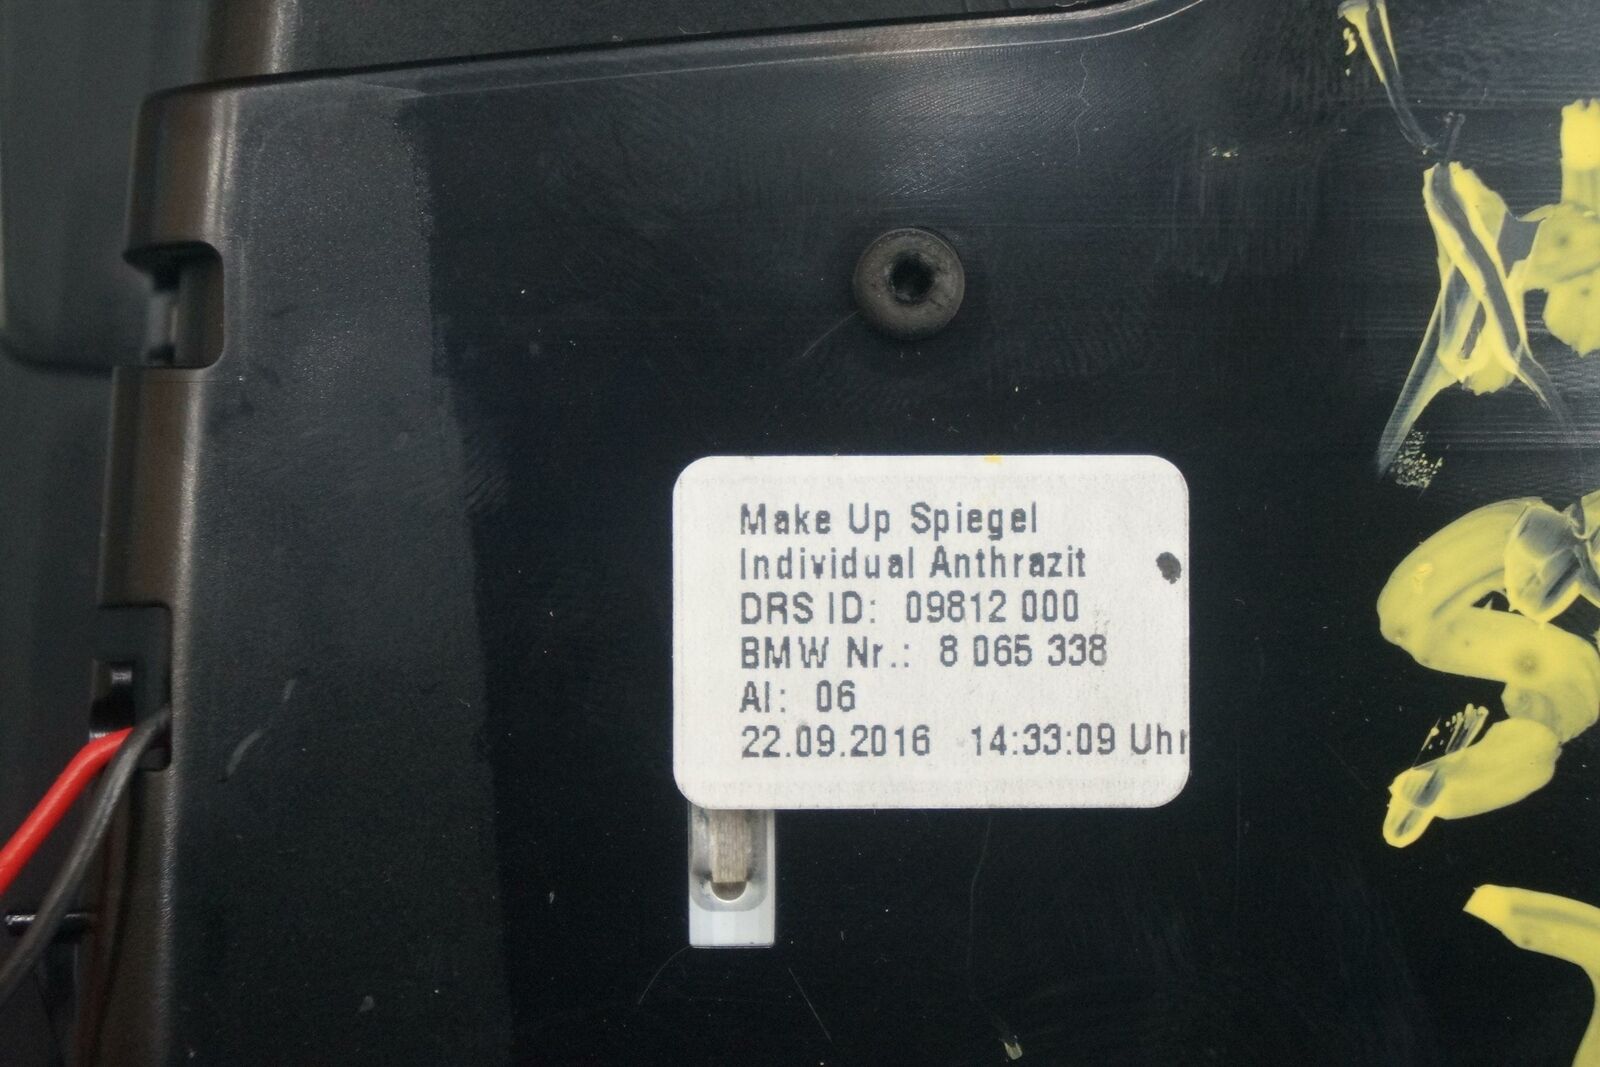 Make Up Spiegel
Individual Anthrazit
DRS ID: 09812 000
BMW Nr.: 8 065 338
AI: 06
22.09.2016 14:33:09 Uhr